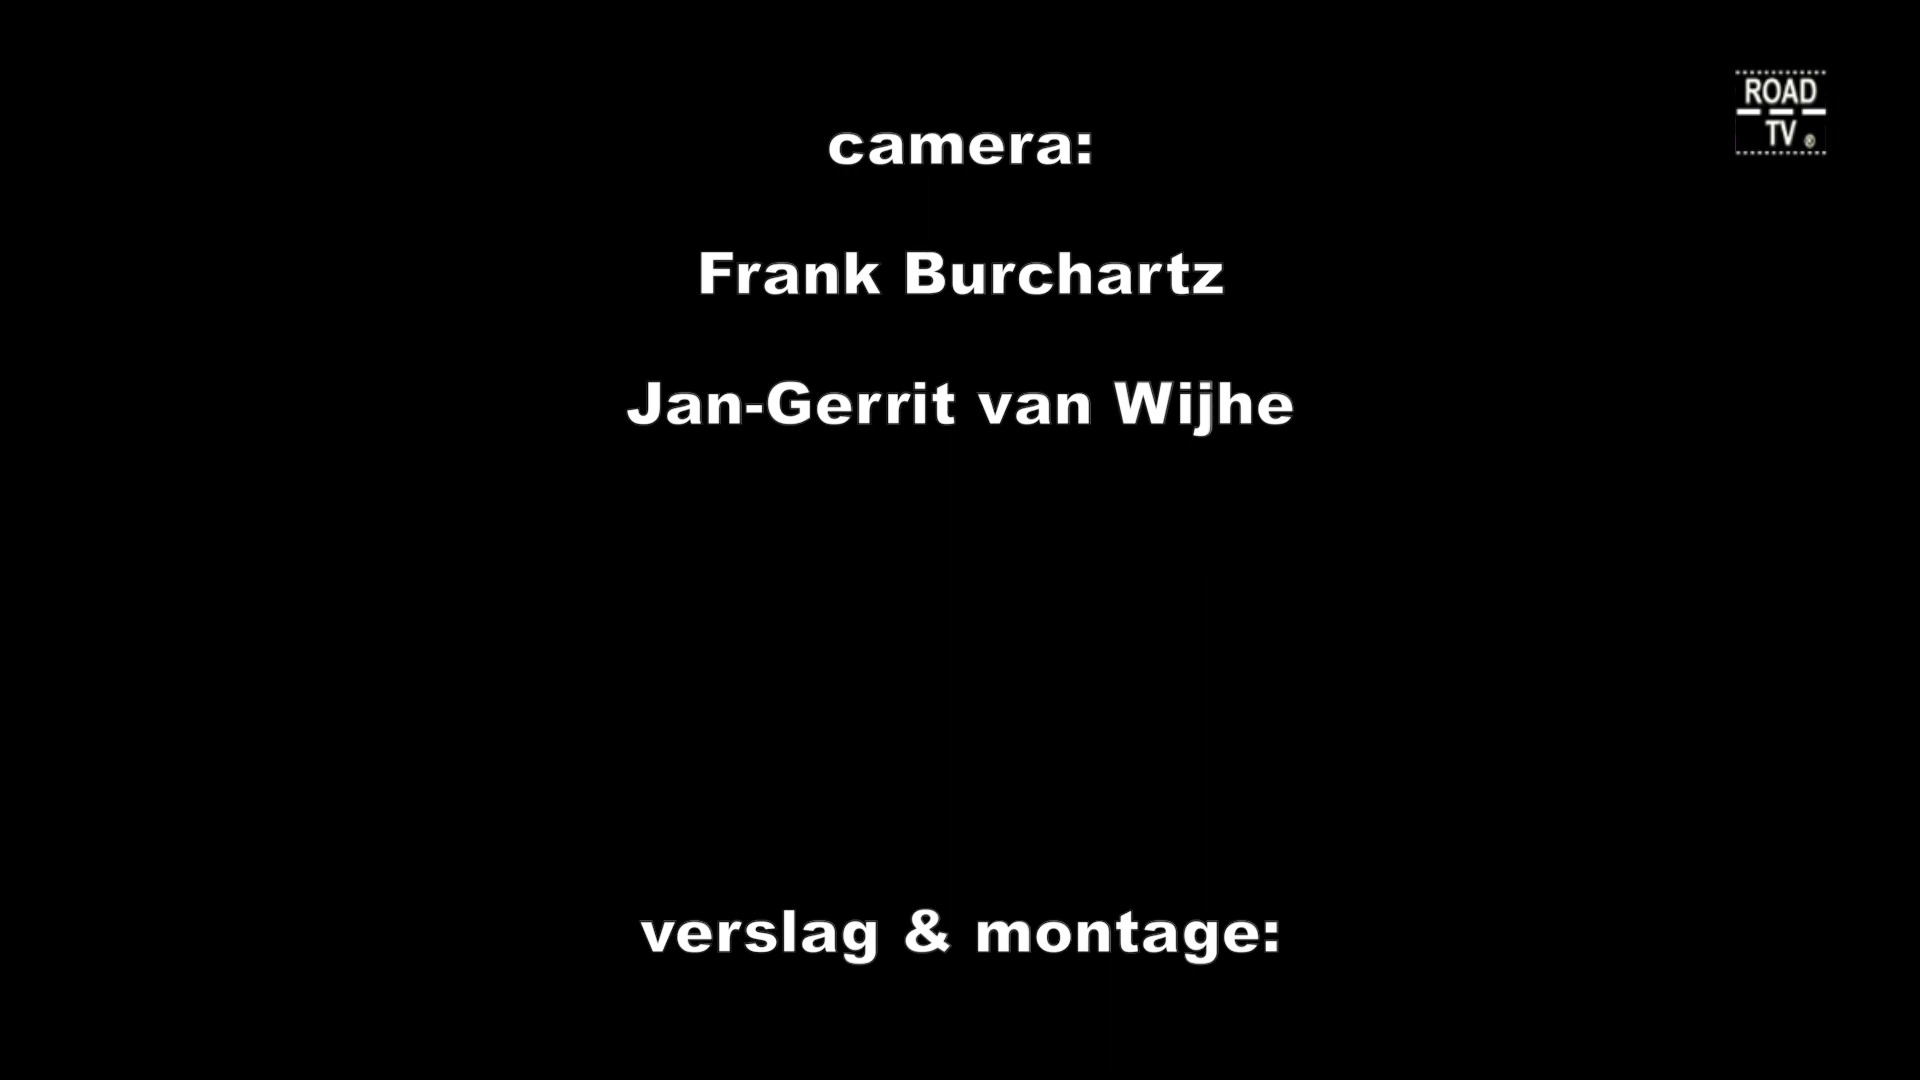 ROAD
TV ®
camera:
Frank Burchartz
Jan-Gerrit van Wijhe
verslag & montage: